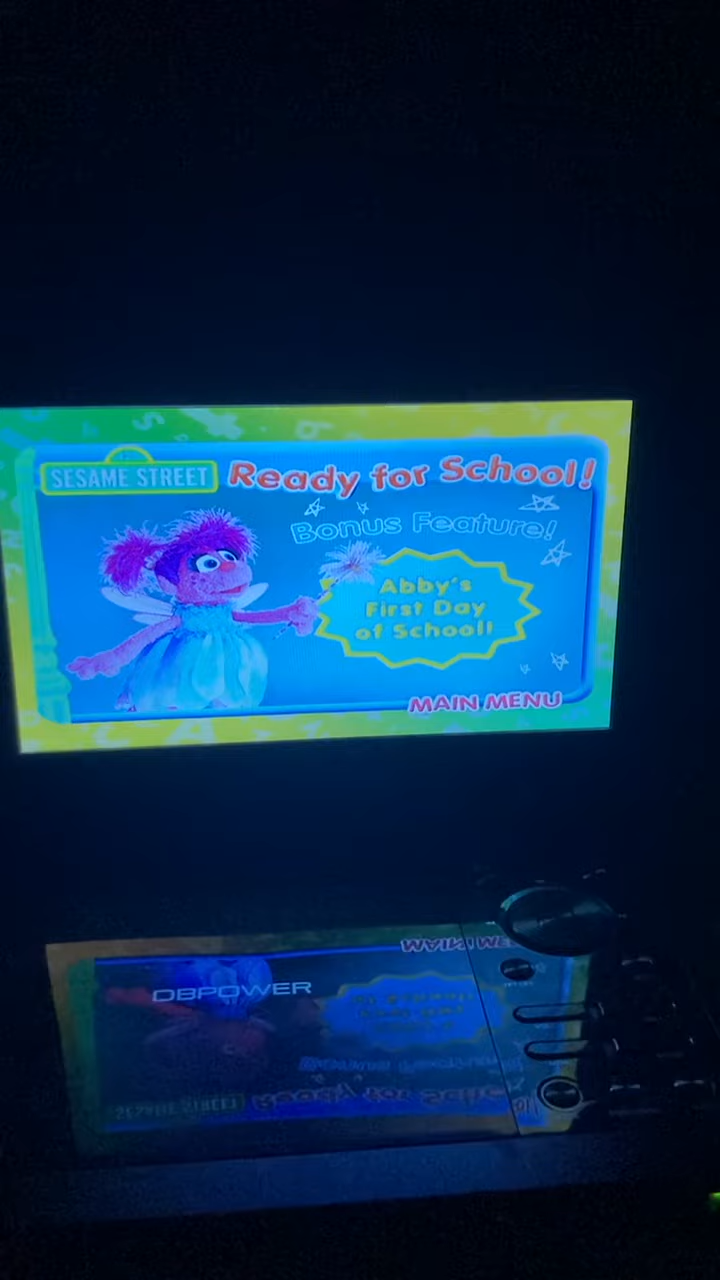 SESAME STREET
Ready for School!
Bonus Feature!
Abby's
First Day
of School!
MAIN MENU
DBPOWER